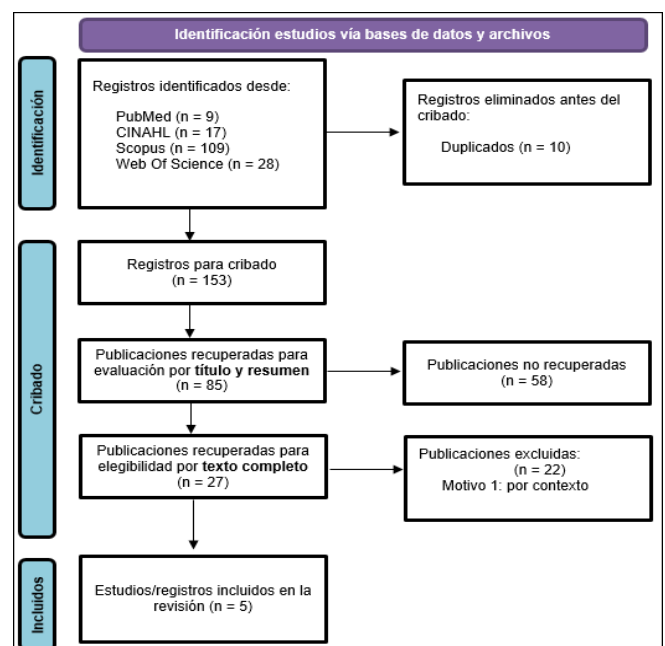 Identificación estudios vía bases de datos y archivos
Identificación
Registros identificados desde:
PubMed (n = 9)
CINAHL (n = 17)
Scopus (n = 109)
Web Of Science (n = 28)
Registros eliminados antes del
cribado:
Duplicados (n = 10)
Cribado
Registros para cribado
(n = 153)
Publicaciones recuperadas para
evaluación por título y resumen
(n = 85)
Publicaciones no recuperadas
(n = 58)
Publicaciones recuperadas para
elegibilidad por texto completo
(n = 27)
Publicaciones excluidas:
(n = 22)
Motivo 1: por contexto
Incluidos
Estudios/registros incluidos en la
revisión (n = 5)